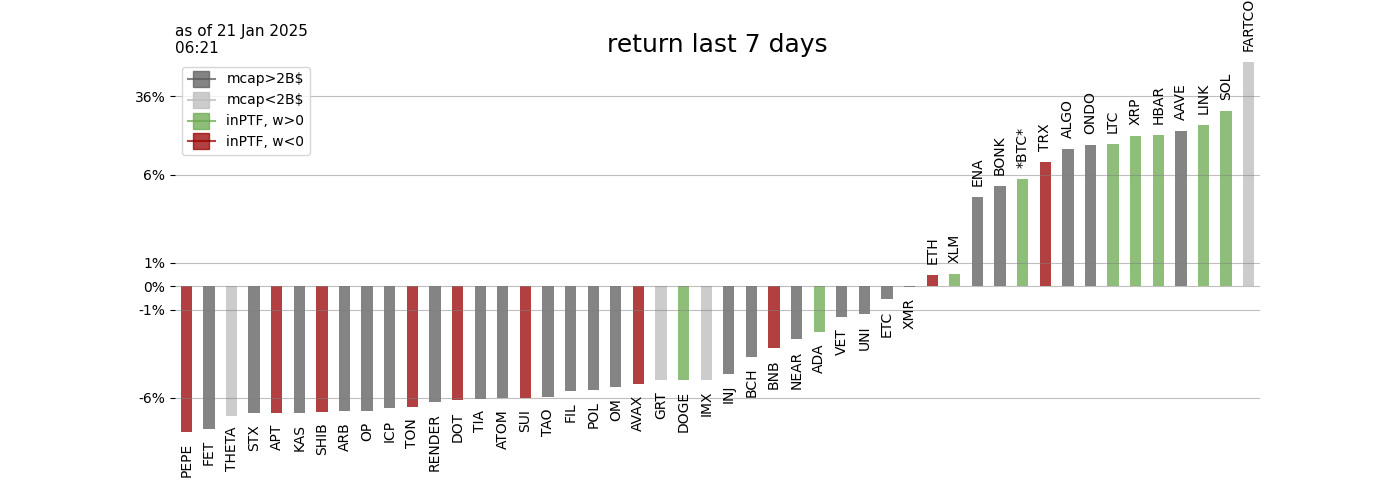 as of 21 Jan 2025
06:21
return last 7 days
mcap>2B$
mcap<2B$
inPTF, w>0
inPTF, w<0
36%
6%
1%
0%
-1%
-6%
PEPE
FET
THETA
STX
APT
KAS
SHIB
ARB
OP
ICP
TON
RENDER
DOT
TIA
ATOM
SUI
TAO
FIL
POL
OM
AVAX
GRT
DOGE
IMX
INJ
BCH
BNB
NEAR
ADA
VET
UNI
ETC
XMR
ETH
XLM
ENA
BONK
*BTC*
TRX
ALGO
ONDO
LTC
XRP
HBAR
AAVE
LINK
SOL
FARTCO